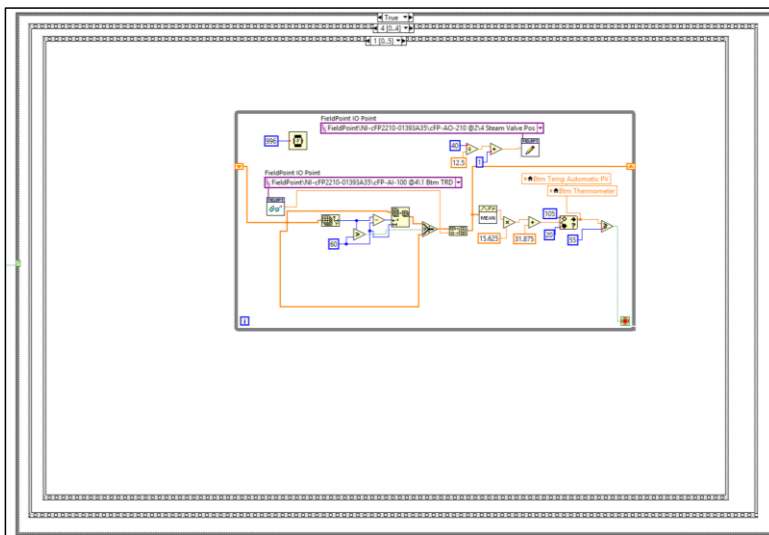 True
4 [0..4]
1 [0..5]
FieldPoint IO Point
FieldPoint\NI-cFP2210-01393A35\cFP-AO-210 @2\4 Steam Valve Pos
996
40
12.5
1
FieldPoint IO Point
FieldPoint\NI-cFP2210-01393A35\cFP-AI-100 @4\1 Btm TRD
Btm Temp Automatic PV
Btm Thermometer
MEAN
105
60
15.625
31.875
20
55
i